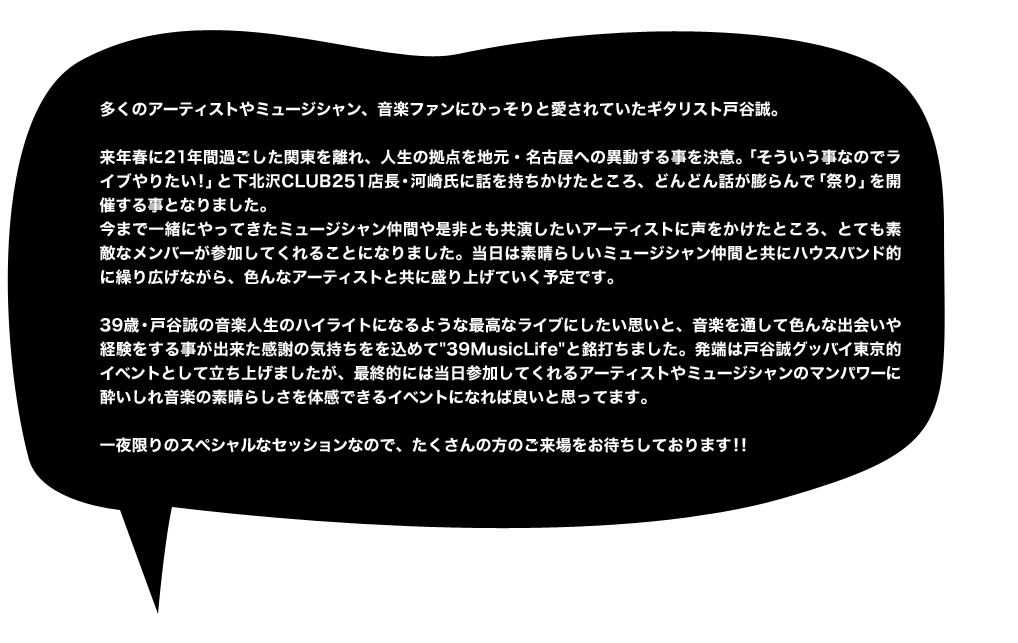 多くのアーティストやミュージシャン、音楽ファンにひっそりと愛されていたギタリスト戸谷誠。
来年春に21年間過ごした関東を離れ、人生の拠点を地元・名古屋への異動する事を決意。「そういう事なのでラ
イブやりたい！」と下北沢CLUB251店長・河崎氏に話を持ちかけたところ、どんどん話が膨らんで「祭り」を開
催する事となりました。
今まで一緒にやってきたミュージシャン仲間や是非とも共演したいアーティストに声をかけたところ、とても素
敵なメンバーが参加してくれることになりました。当日は素晴らしいミュージシャン仲間と共にハウスバンド的
に繰り広げながら、色んなアーティストと共に盛り上げていく予定です。
39歳・戸谷誠の音楽人生のハイライトになるような最高なライブにしたい思いと、音楽を通して色んな出会いや
経験をする事が出来た感謝の気持ちをを込めて"39MusicLife"と銘打ちました。発端は戸谷誠グッバイ東京的
イベントとして立ち上げましたが、最終的には当日参加してくれるアーティストやミュージシャンのマンパワーに
酔いしれ音楽の素晴らしさを体感できるイベントになれば良いと思ってます。
一夜限りのスペシャルなセッションなので、たくさんの方のご来場をお待ちしております!!